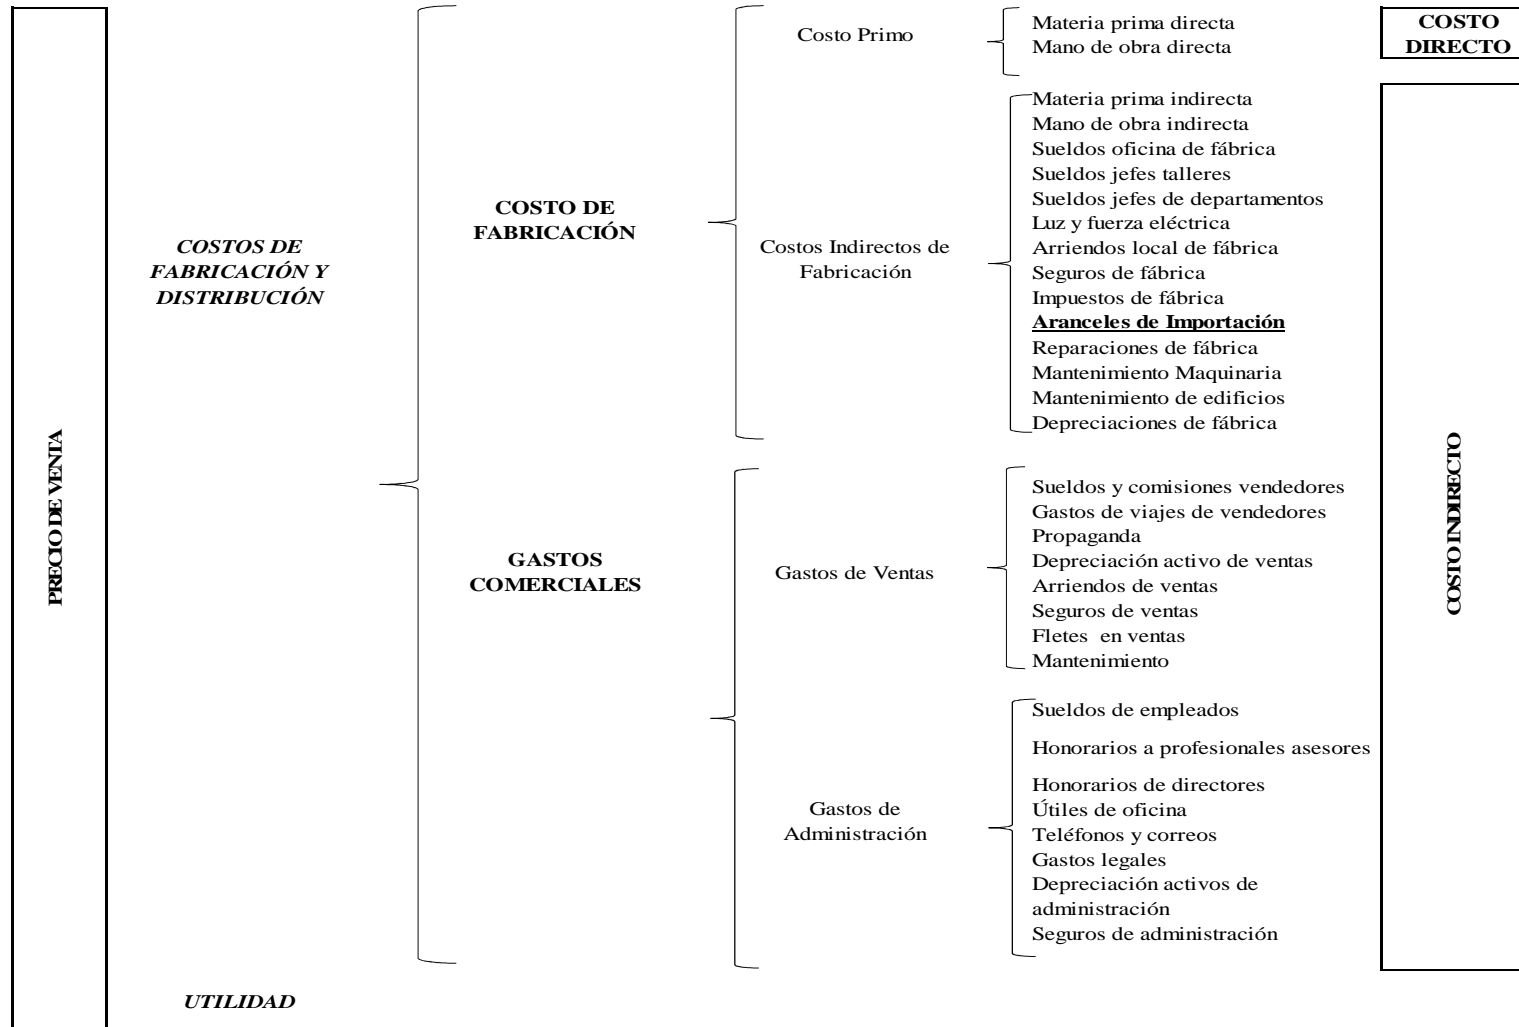 PRECIO DE VENTA
COSTOS DE
FABRICACIÓN Y
DISTRIBUCIÓN
UTILIDAD
COSTO DE
FABRICACIÓN
GASTOS
COMERCIALES
Costo Primo
Materia prima directa
Mano de obra directa
Costos Indirectos de
Fabricación
Materia prima indirecta
Mano de obra indirecta
Sueldos oficina de fábrica
Sueldos jefes talleres
Sueldos jefes de departamentos
Luz y fuerza eléctrica
Arriendos local de fábrica
Seguros de fábrica
Impuestos de fábrica
Aranceles de Importación
Reparaciones de fábrica
Mantenimiento Maquinaria
Mantenimiento de edificios
Depreciaciones de fábrica
Gastos de Ventas
Sueldos y comisiones vendedores
Gastos de viajes de vendedores
Propaganda
Depreciación activo de ventas
Arriendos de ventas
Seguros de ventas
Fletes en ventas
Mantenimiento
Gastos de
Administración
Sueldos de empleados
Honorarios a profesionales asesores
Honorarios de directores
Útiles de oficina
Teléfonos y correos
Gastos legales
Depreciación activos de
administración
Seguros de administración
COSTO
DIRECTO
COSTO INDIRECTO